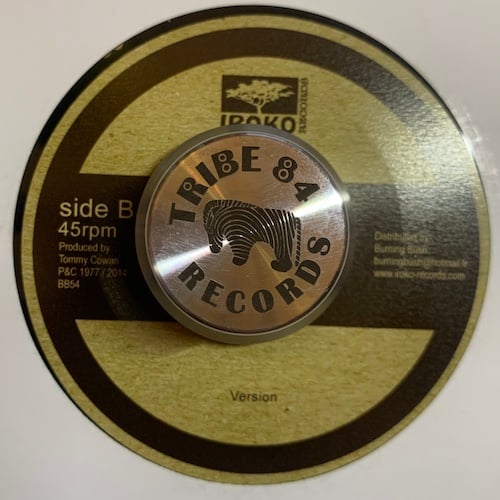 IROKO
RECORDS
TRIBE 84
RECORDS
side B
45rpm
Produced by
Tommy Cowan
P&C 1977 / 2014
BB54
Distributed by:
Burning Bush
burningbush@hotmail.fr
www.iroko-records.com
Version